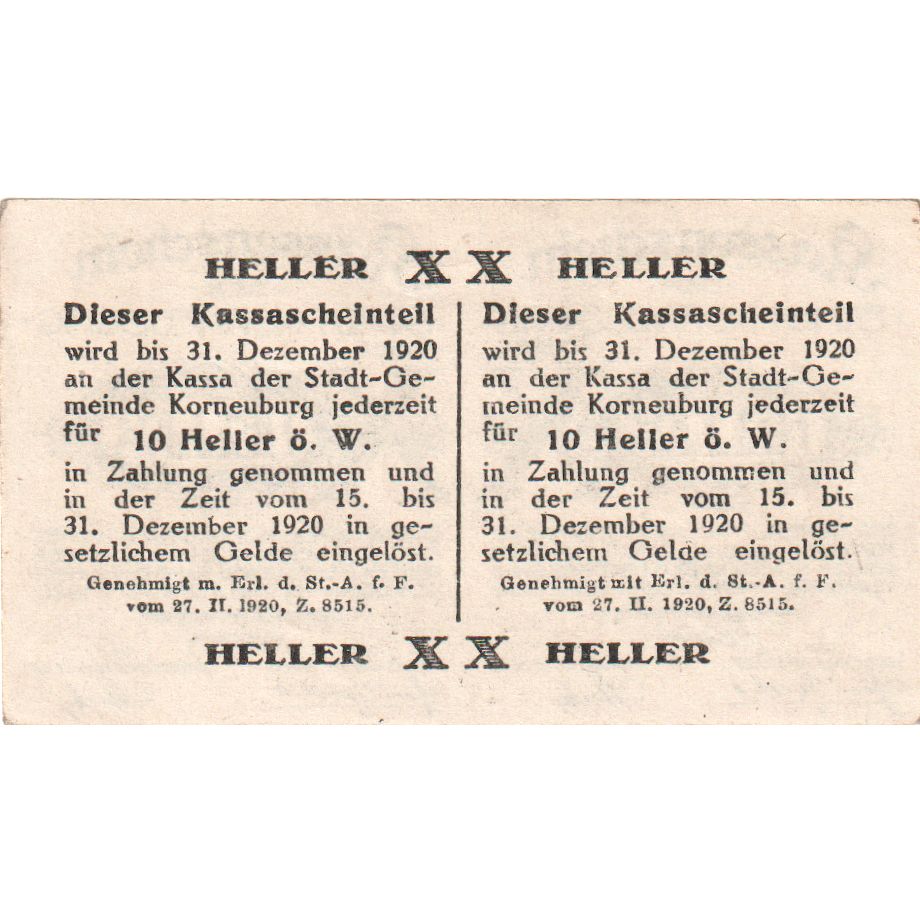 HELLER X X HELLER
Dieser Kassascheinteil
wird bis 31. Dezember 1920
an der Kassa der Stadt-Ge-
meinde Korneuburg jederzeit
für 10 Heller ö. W.
in Zahlung genommen und
in der Zeit vom 15. bis
31. Dezember 1920 in ge-
setzlichem Gelde eingelöst.
Genehmigt m. Erl. d. St.-A. f. F.
vom 27. II. 1920, Z. 8515.
Dieser Kassascheinteil
wird bis 31. Dezember 1920
an der Kassa der Stadt-Ge-
meinde Korneuburg jederzeit
für 10 Heller ö. W.
in Zahlung genommen und
in der Zeit vom 15. bis
31. Dezember 1920 in ge-
setzlichem Gelde eingelöst.
Genehmigt mit Erl. d. St.-A. f. F.
vom 27. II. 1920, Z. 8515.
HELLER X X HELLER